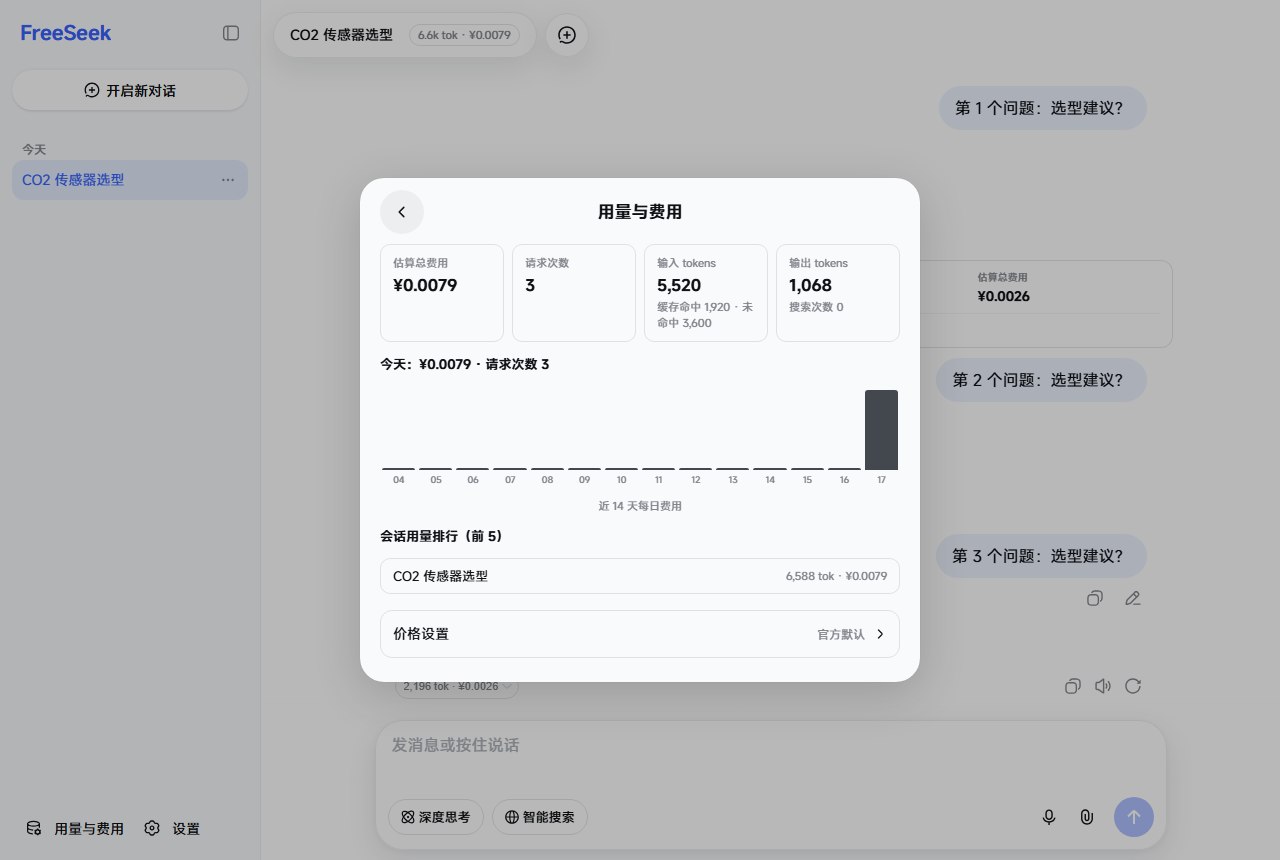 FreeSeek
开启新对话
今天
CO2 传感器选型
用量与费用
设置
CO2 传感器选型
6.6k tok · ¥0.0079
第 1 个问题：选型建议？
估算总费用
¥0.0026
第 2 个问题：选型建议？
第 3 个问题：选型建议？
2,196 tok · ¥0.0026
发消息或按住说话
深度思考
智能搜索
用量与费用
估算总费用
¥0.0079
请求次数
3
输入 tokens
5,520
缓存命中 1,920 · 未
命中 3,600
输出 tokens
1,068
搜索次数 0
今天：¥0.0079 · 请求次数 3
04 05 06 07 08 09 10 11 12 13 14 15 16 17
近 14 天每日费用
会话用量排行（前 5）
CO2 传感器选型
6,588 tok · ¥0.0079
价格设置
官方默认